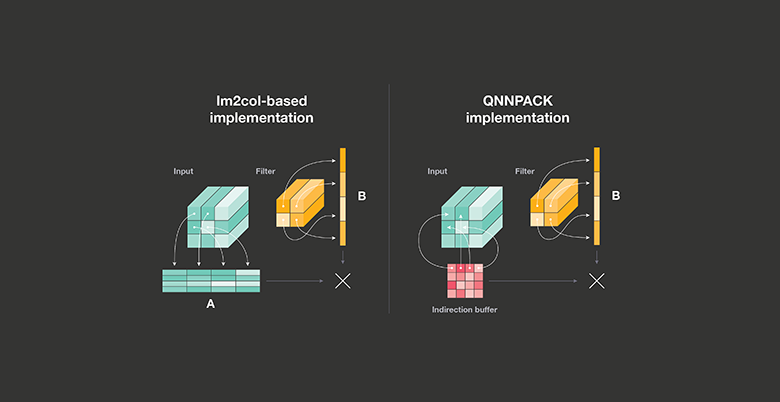 Im2col-based
implementation
Input
Filter
B
A
QNNPACK
implementation
Input
Filter
B
Indirection buffer